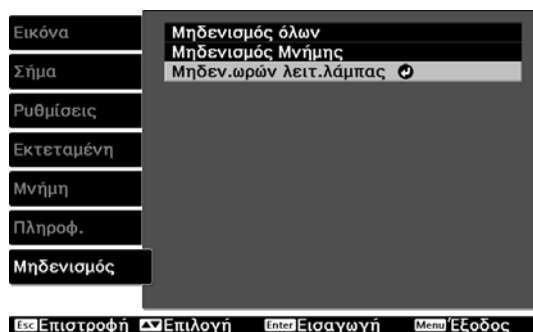 Εικόνα
Σήμα
Ρυθμίσεις
Εκτεταμένη
Μνήμη
Πληροφ.
Μηδενισμός
Μηδενισμός όλων
Μηδενισμός Μνήμης
Μηδεν.ωρών λειτ.λάμπας
Esc Επιστροφή Επιλογή Enter Εισαγωγή Menu Έξοδος